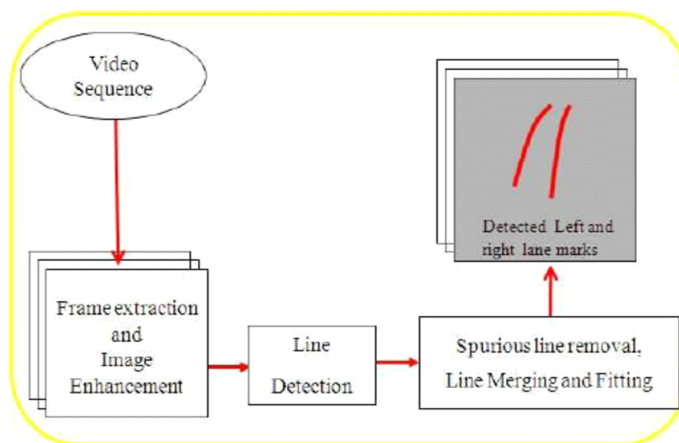 Video
Sequence
Frame extraction
and
Image
Enhancement
Line
Detection
Spurious line removal,
Line Merging and Fitting
Detected Left and
right lane marks